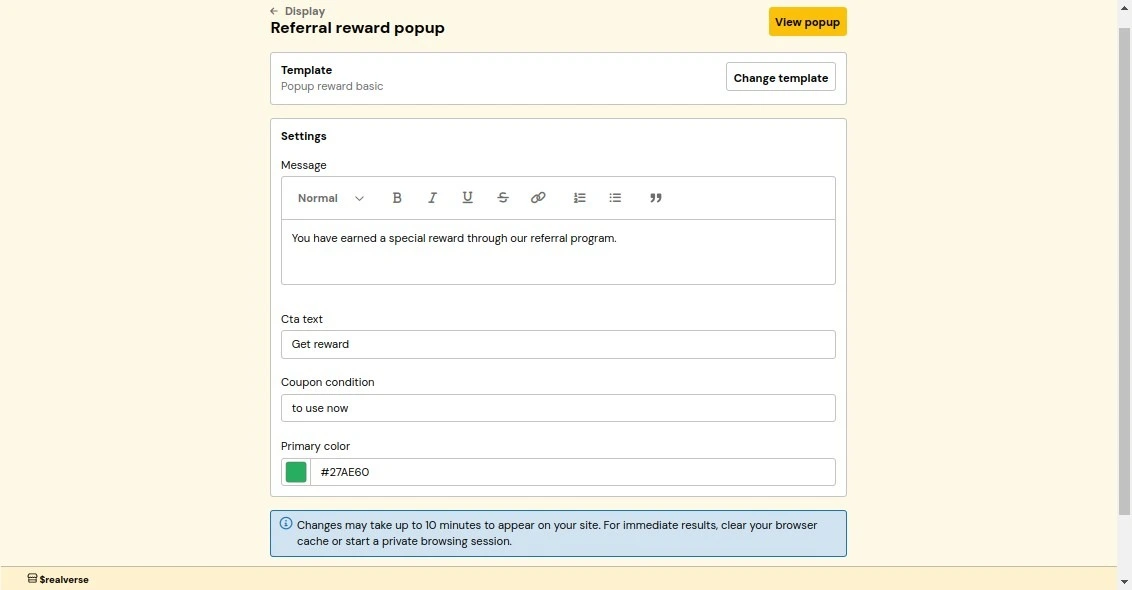 Display
Referral reward popup
View popup
Template
Popup reward basic
Change template
Settings
Message
Normal
You have earned a special reward through our referral program.
Cta text
Get reward
Coupon condition
to use now
Primary color
#27AE60
Changes may take up to 10 minutes to appear on your site. For immediate results, clear your browser
cache or start a private browsing session.
$realverse